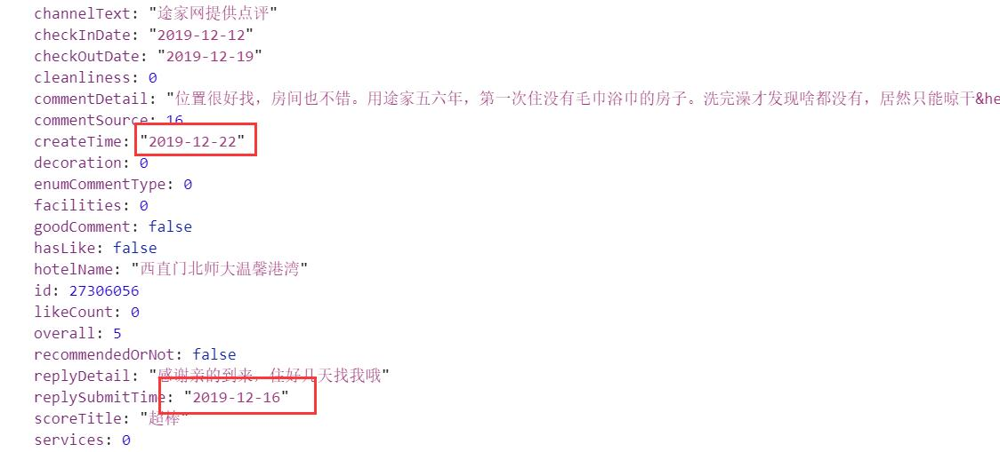 channelText: "途家网提供点评"
checkInDate: "2019-12-12"
checkOutDate: "2019-12-19"
cleanliness: 0
commentDetail: "位置很好找，房间也不错。用途家五六年，第一次住没有毛巾浴巾的房子。洗完澡才发现啥都没有，居然只能晾干&he
commentSource: 16
createTime: "2019-12-22"
decoration: 0
enumCommentType: 0
facilities: 0
goodComment: false
hasLike: false
hotelName: "西直门北师大温馨港湾"
id: 27306056
likeCount: 0
overall: 5
recommendedOrNot: false
replyDetail: "感谢亲的到来，住好几天找我哦"
replySubmitTime: "2019-12-16"
scoreTitle: "超棒"
services: 0